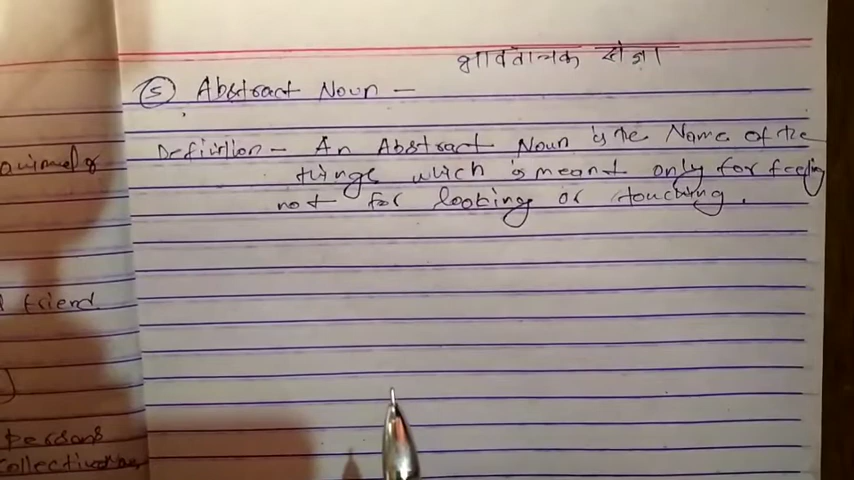 भाववाचक संज्ञा
(5) Abstract Noun -
Definition - An Abstract Noun is the Name of the
things which is meant only for feeling
not for looking or touching.
animal &
friend
persons
collective